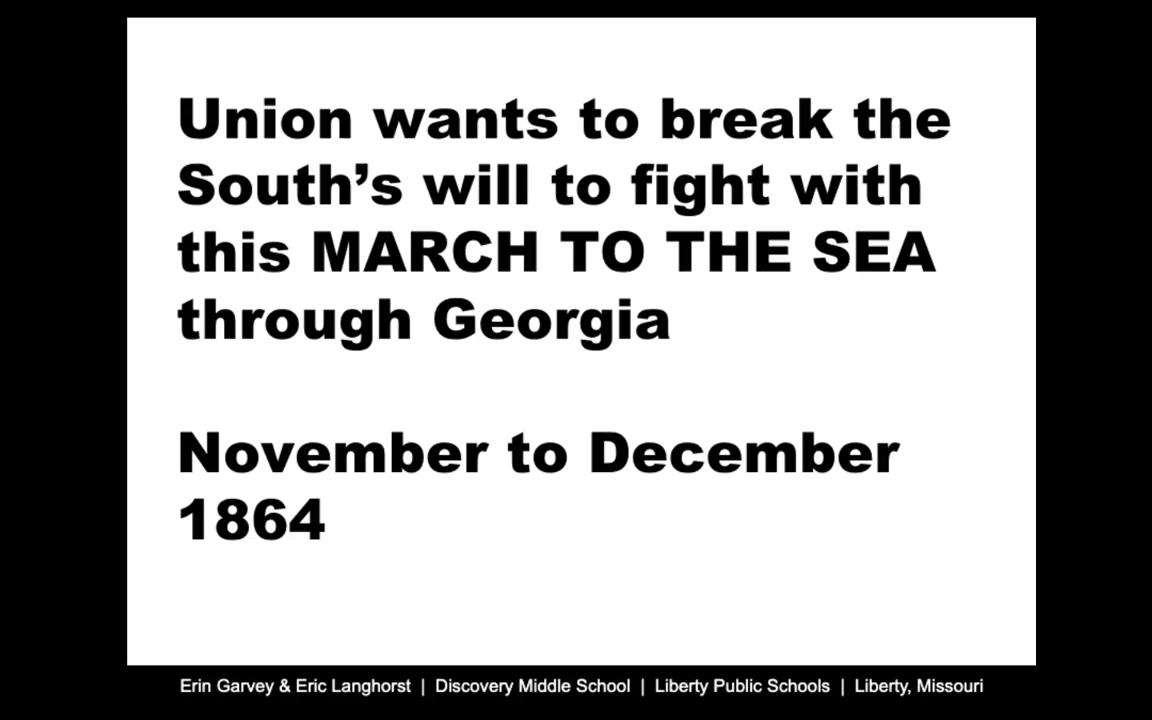 Union wants to break the
South’s will to fight with
this MARCH TO THE SEA
through Georgia
November to December
1864
Erin Garvey & Eric Langhorst | Discovery Middle School | Liberty Public Schools | Liberty, Missouri